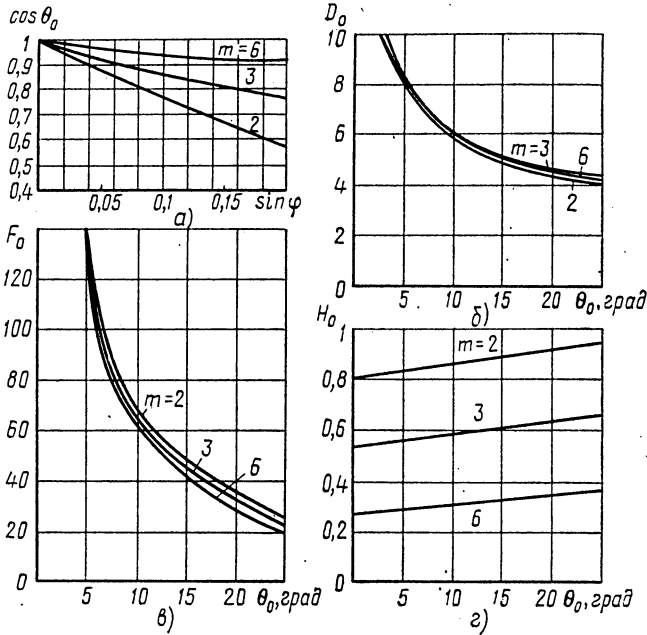 cos θ₀
1
0,9
0,8
0,7
0,6
0,5
0,4
m=6
3
2
0,05 0,1 0,15 sin φ
а)
D₀
10
8
6
4
2
0
m=3 6
2
5 10 15 20 θ₀, град
б)
F₀
120
100
80
60
40
20
0
m=2
3
6
5 10 15 20 θ₀, град
в)
H₀
1
0,8
0,6
0,4
0,2
0
m=2
3
6
5 10 15 20 θ₀, град
г)